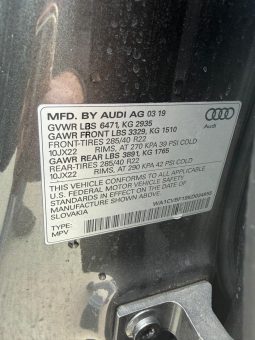 MFD. BY AUDI AG 03 19
GVWR LBS 6471, KG 2935
GAWR FRONT LBS 3329, KG 1510
FRONT-TIRES 285/40 R22
10JX22 RIMS, AT 270 KPA 39 PSI COLD
GAWR REAR LBS 3891, KG 1765
REAR-TIRES 285/40 R22
10JX22 RIMS, AT 290 KPA 42 PSI COLD
THIS VEHICLE CONFORMS TO ALL APPLICABLE
U.S. FEDERAL MOTOR VEHICLE SAFETY STANDARDS
IN EFFECT ON THE DATE OF
MANUFACTURE SHOWN ABOVE
SLOVAKIA
TYPE:
MPV
Audi